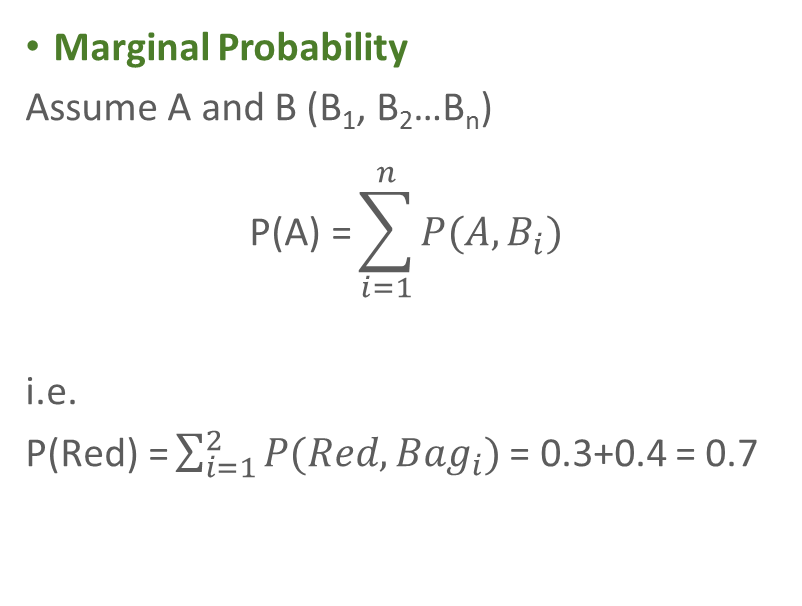 • Marginal Probability
Assume A and B (B₁, B₂…Bₙ)
P(A) = ∑ⁿᵢ₌₁ 𝑃(𝐴, 𝐵ᵢ)
i.e.
P(Red) = ∑²ᵢ₌₁ 𝑃(𝑅𝑒𝑑, 𝐵𝑎𝑔ᵢ) = 0.3+0.4 = 0.7